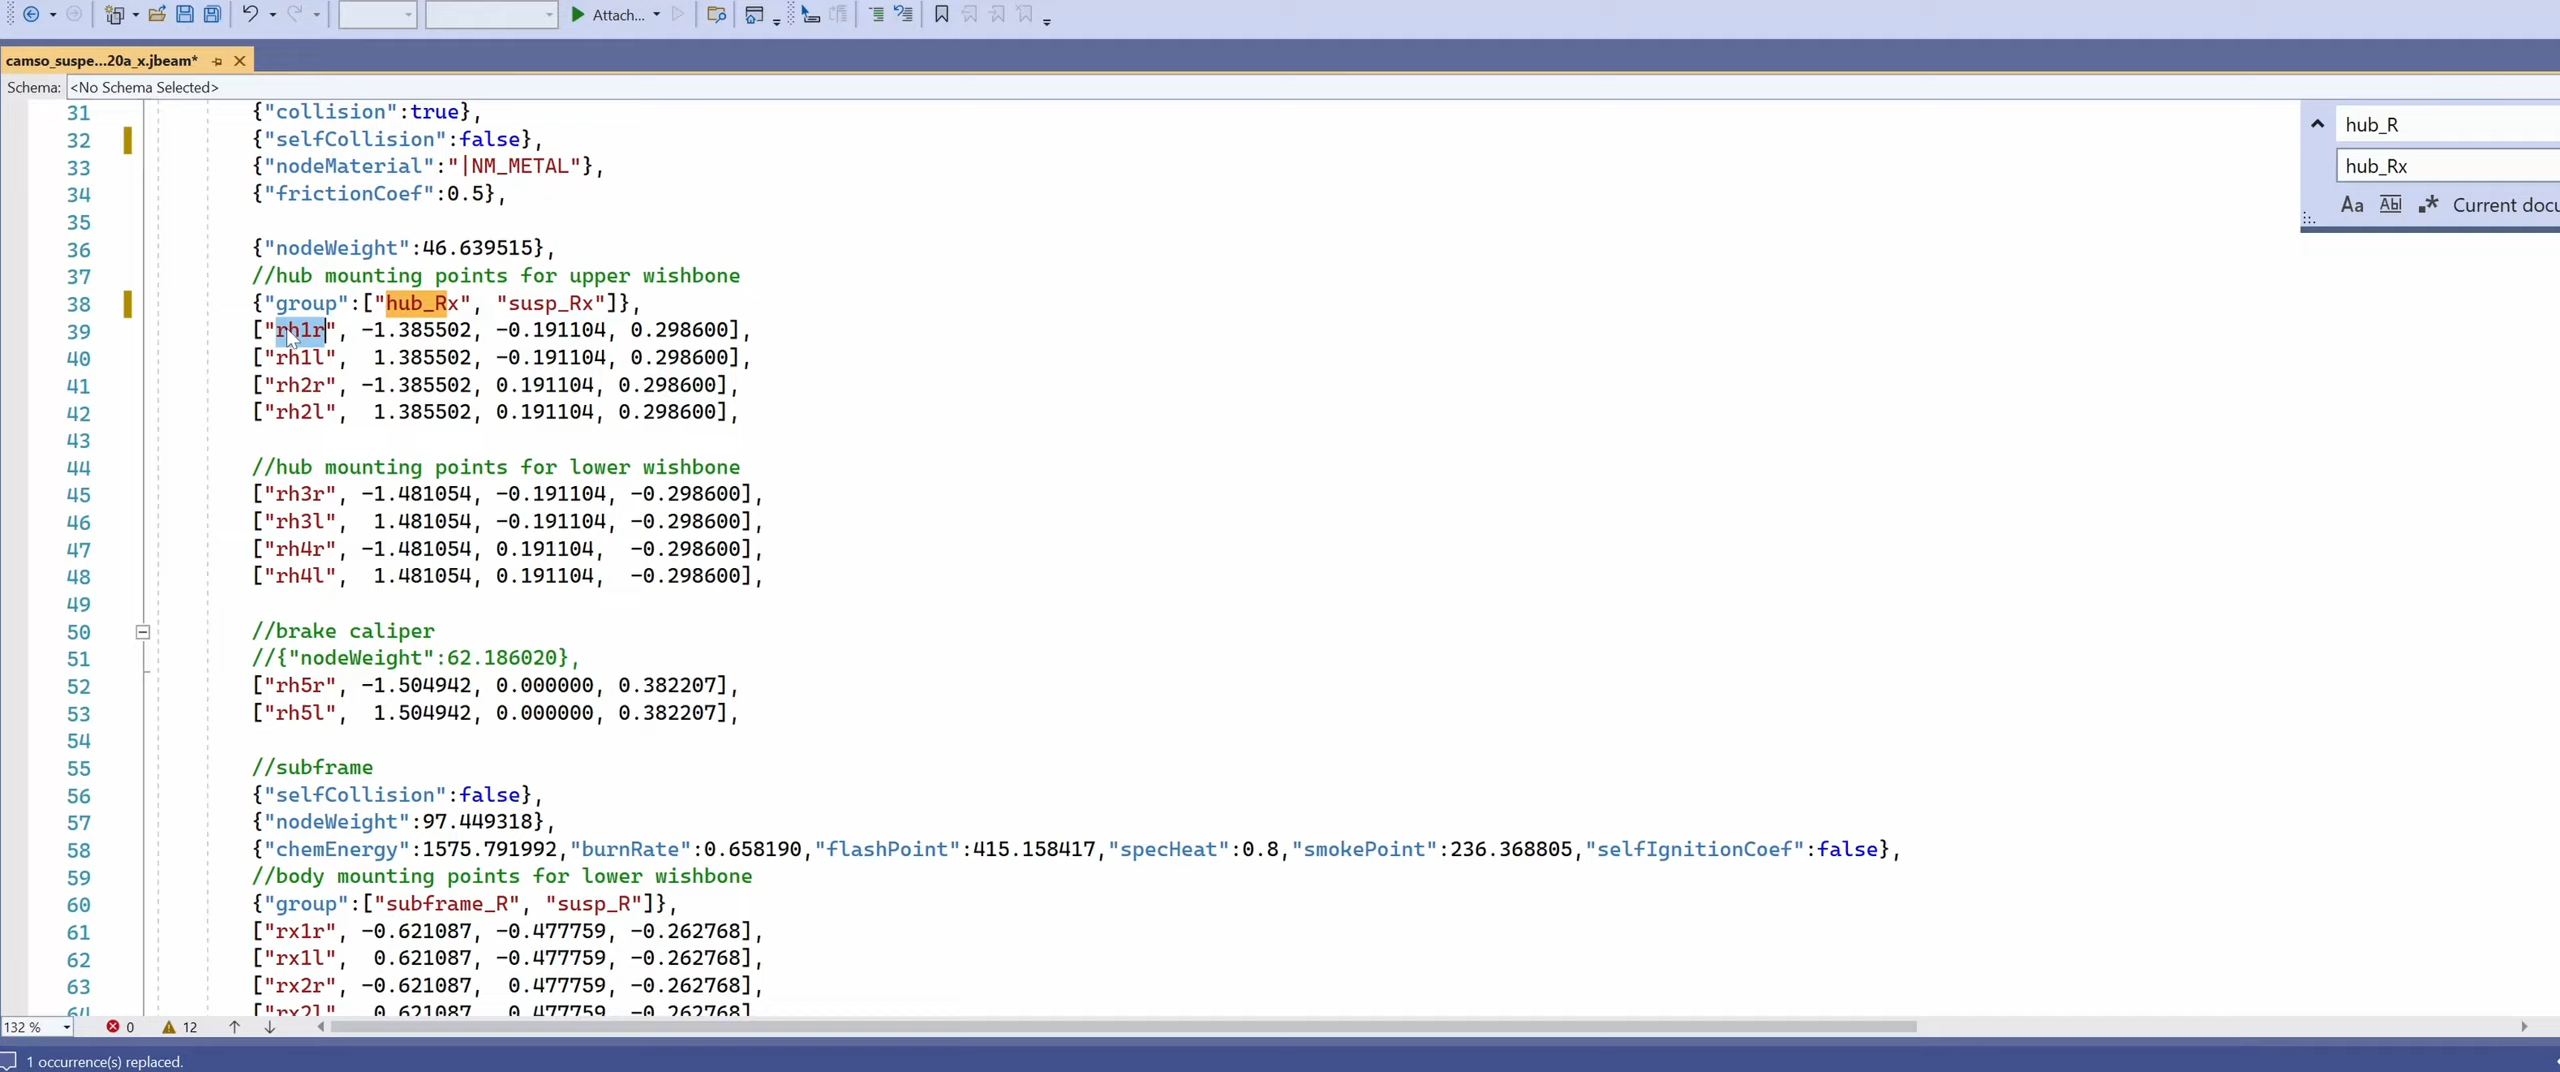 Attach...
camso_suspe...20a_x.jbeam*
Schema: <No Schema Selected>
31 {"collision":true},
32 {"selfCollision":false},
33 {"nodeMaterial":"|NM_METAL"},
34 {"frictionCoef":0.5},
35
36 {"nodeWeight":46.639515},
37 //hub mounting points for upper wishbone
38 {"group":["hub_Rx", "susp_Rx"]},
39 ["rh1r", -1.385502, -0.191104, 0.298600],
40 ["rh1l", 1.385502, -0.191104, 0.298600],
41 ["rh2r", -1.385502, 0.191104, 0.298600],
42 ["rh2l", 1.385502, 0.191104, 0.298600],
43
44 //hub mounting points for lower wishbone
45 ["rh3r", -1.481054, -0.191104, -0.298600],
46 ["rh3l", 1.481054, -0.191104, -0.298600],
47 ["rh4r", -1.481054, 0.191104, -0.298600],
48 ["rh4l", 1.481054, 0.191104, -0.298600],
49
50 //brake caliper
51 //{"nodeWeight":62.186020},
52 ["rh5r", -1.504942, 0.000000, 0.382207],
53 ["rh5l", 1.504942, 0.000000, 0.382207],
54
55 //subframe
56 {"selfCollision":false},
57 {"nodeWeight":97.449318},
58 {"chemEnergy":1575.791992,"burnRate":0.658190,"flashPoint":415.158417,"specHeat":0.8,"smokePoint":236.368805,"selfIgnitionCoef":false},
59 //body mounting points for lower wishbone
60 {"group":["subframe_R", "susp_R"]},
61 ["rx1r", -0.621087, -0.477759, -0.262768],
62 ["rx1l", 0.621087, -0.477759, -0.262768],
63 ["rx2r", -0.621087, 0.477759, -0.262768],
64 ["rx2l", 0.621087, 0.477759, -0.262768],
hub_R
hub_Rx
Aa Abl .* Current docu
132 % 0 12
1 occurrence(s) replaced.